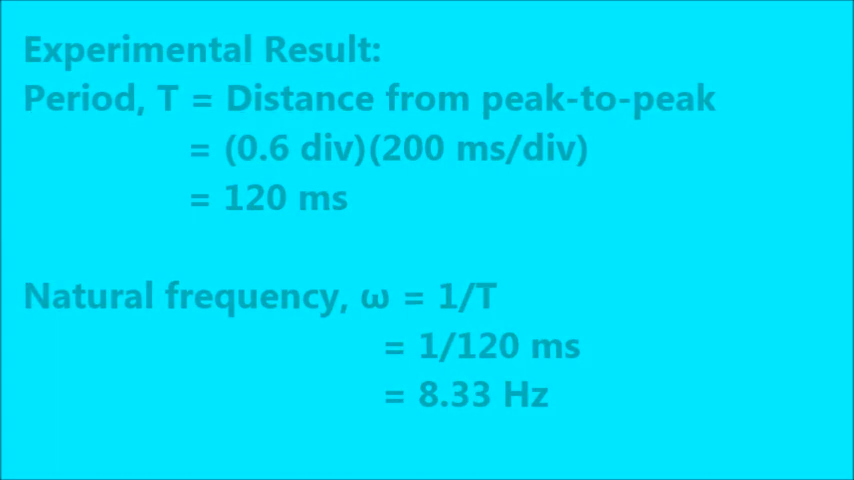 Experimental Result:
Period, T = Distance from peak-to-peak
= (0.6 div)(200 ms/div)
= 120 ms
Natural frequency, ω = 1/T
= 1/120 ms
= 8.33 Hz